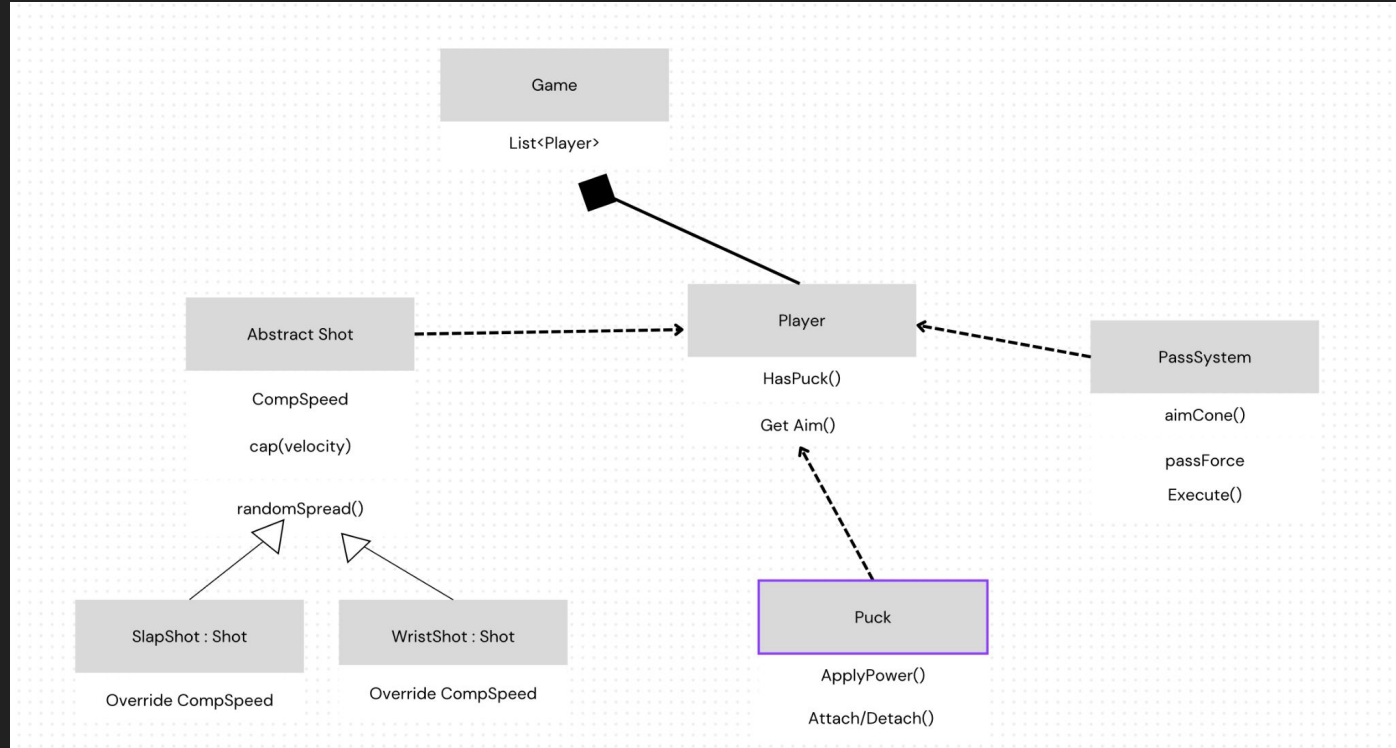 Game
List<Player>
Abstract Shot
CompSpeed
cap(velocity)
randomSpread()
Player
HasPuck()
Get Aim()
PassSystem
aimCone()
passForce
Execute()
SlapShot : Shot
Override CompSpeed
WristShot : Shot
Override CompSpeed
Puck
ApplyPower()
Attach/Detach()